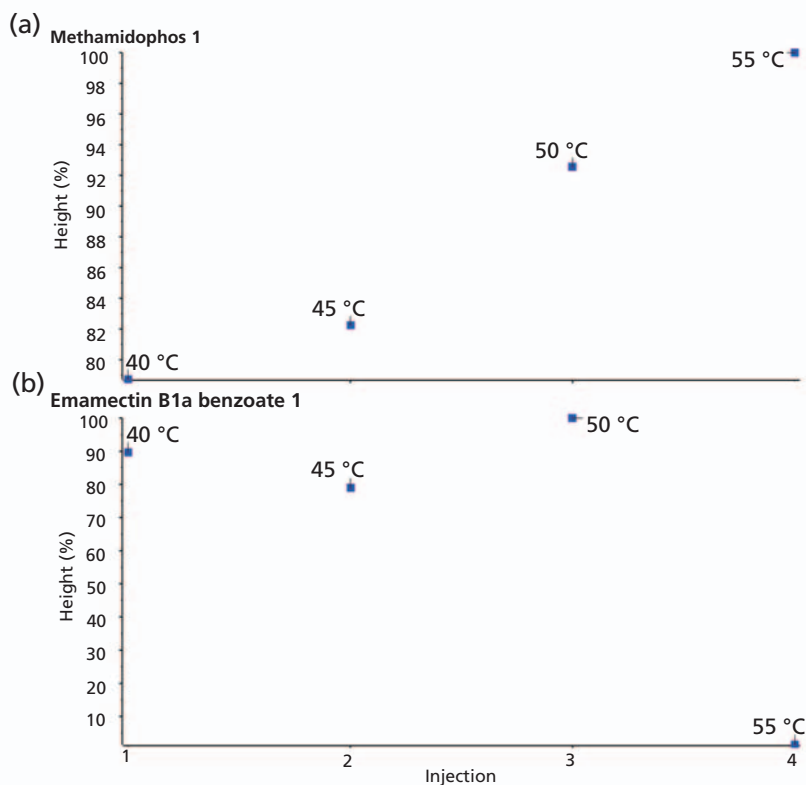 (a)
Methamidophos 1
100
98
96
94
92
90
88
86
84
82
80
Height (%)
40 °C
45 °C
50 °C
55 °C
(b)
Emamectin B1a benzoate 1
100
90
80
70
60
50
40
30
20
10
Height (%)
40 °C
45 °C
50 °C
55 °C
1
2
3
4
Injection